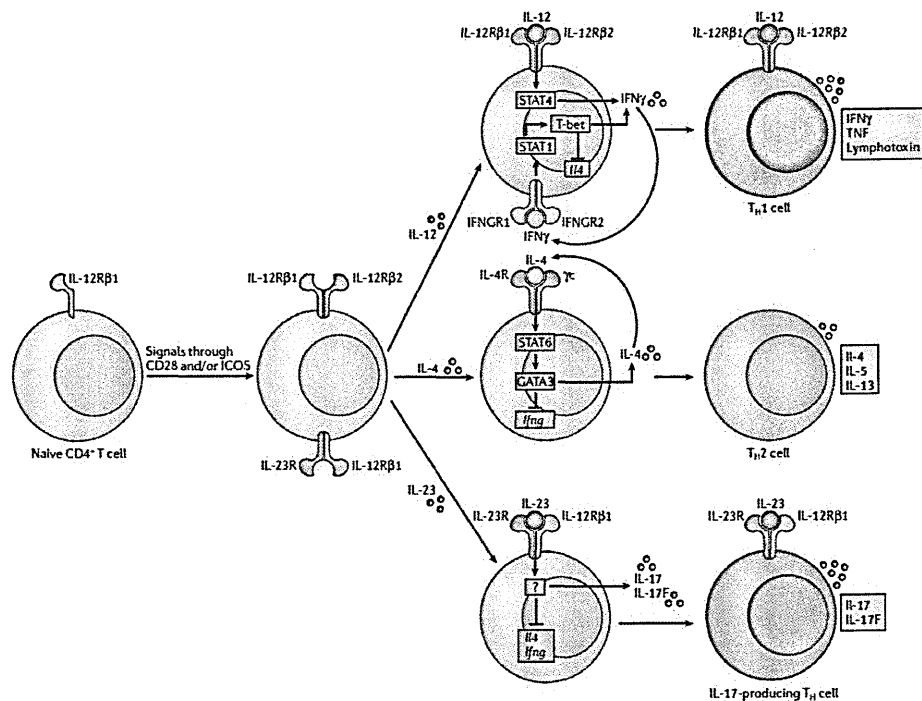 IL-12Rβ1
Naive CD4⁺ T cell
Signals through
CD28 and/or ICOS
IL-12Rβ1
IL-12Rβ2
IL-23R
IL-12Rβ1
IL-12
IL-4
IL-23
IL-12
IL-12Rβ1
IL-12Rβ2
STAT4
IFNγ
T-bet
STAT1
Il4
IFNGR1
IFNGR2
IFNγ
IL-12
IL-12Rβ1
IL-12Rβ2
IFNγ
TNF
Lymphotoxin
TH1 cell
IL-4
IL-4R
γc
STAT6
IL-4
GATA3
Ifng
IL-4
IL-5
IL-13
TH2 cell
IL-23
IL-23R
IL-12Rβ1
?
IL-17
IL-17F
Il4
Ifng
IL-23
IL-23R
IL-12Rβ1
IL-17
IL-17F
IL-17-producing TH cell